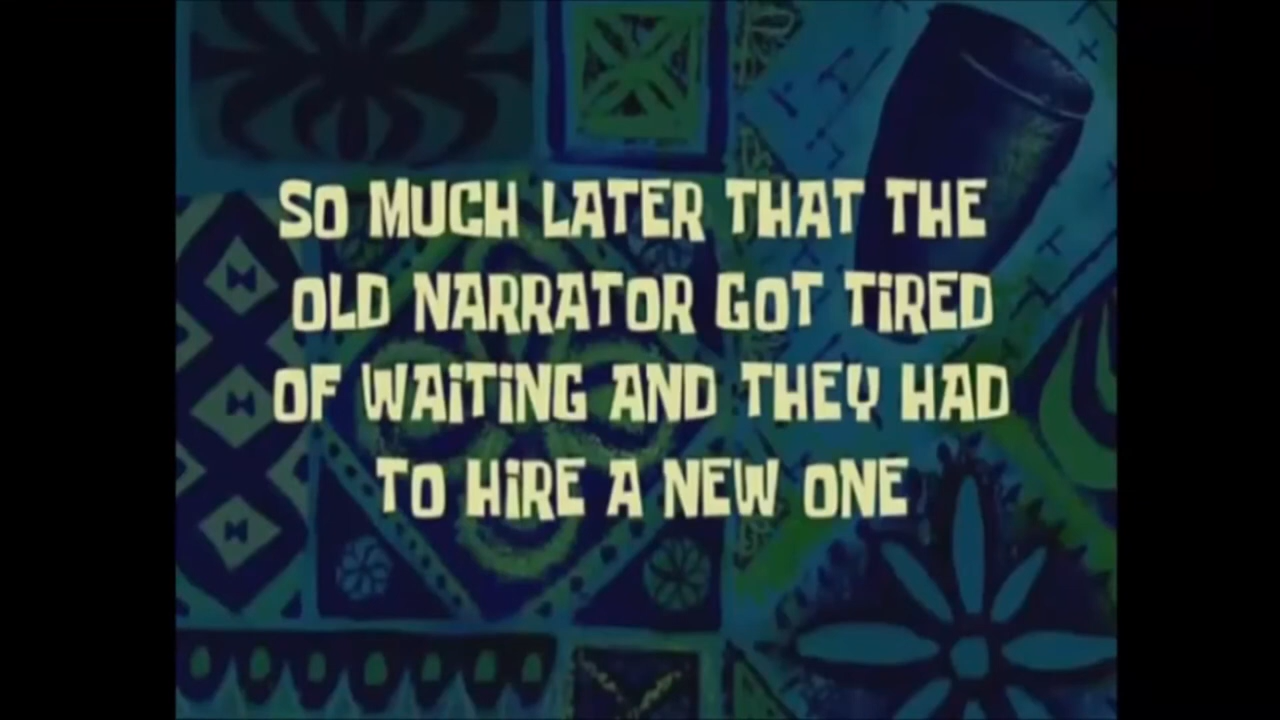 SO MUCH LATER THAT THE
OLD NARRATOR GOT TiRED
OF WAiTiNG AND THEY HAD
TO HiRE A NEW ONE